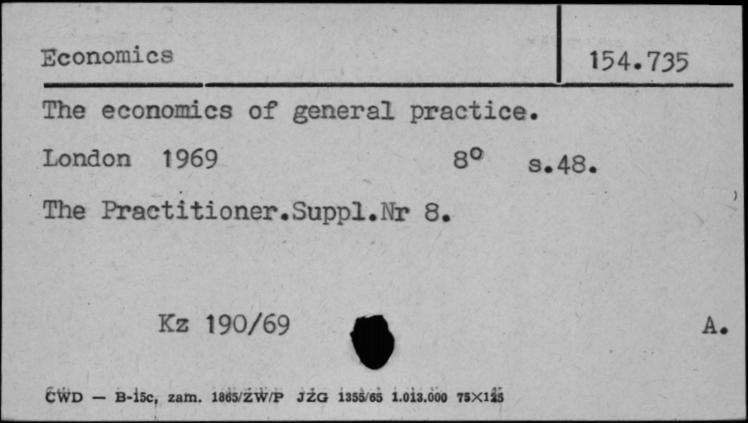 Economics
154.735
The economics of general practice.
London 1969 8° s.48.
The Practitioner.Suppl.Nr 8.
Kz 190/69 A.
CWD — B-15c, zam. 1865/ZW/P JZG 1355/65 1.013.000 75×125